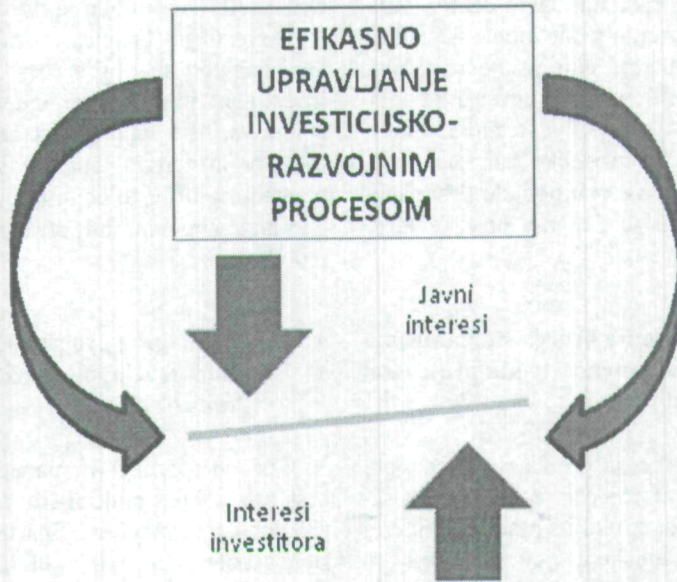 EFIKASNO
UPRAVLJANJE
INVESTICIJSKO-
RAZVOJNIM
PROCESOM
Javni
interesi
Interesi
investitora